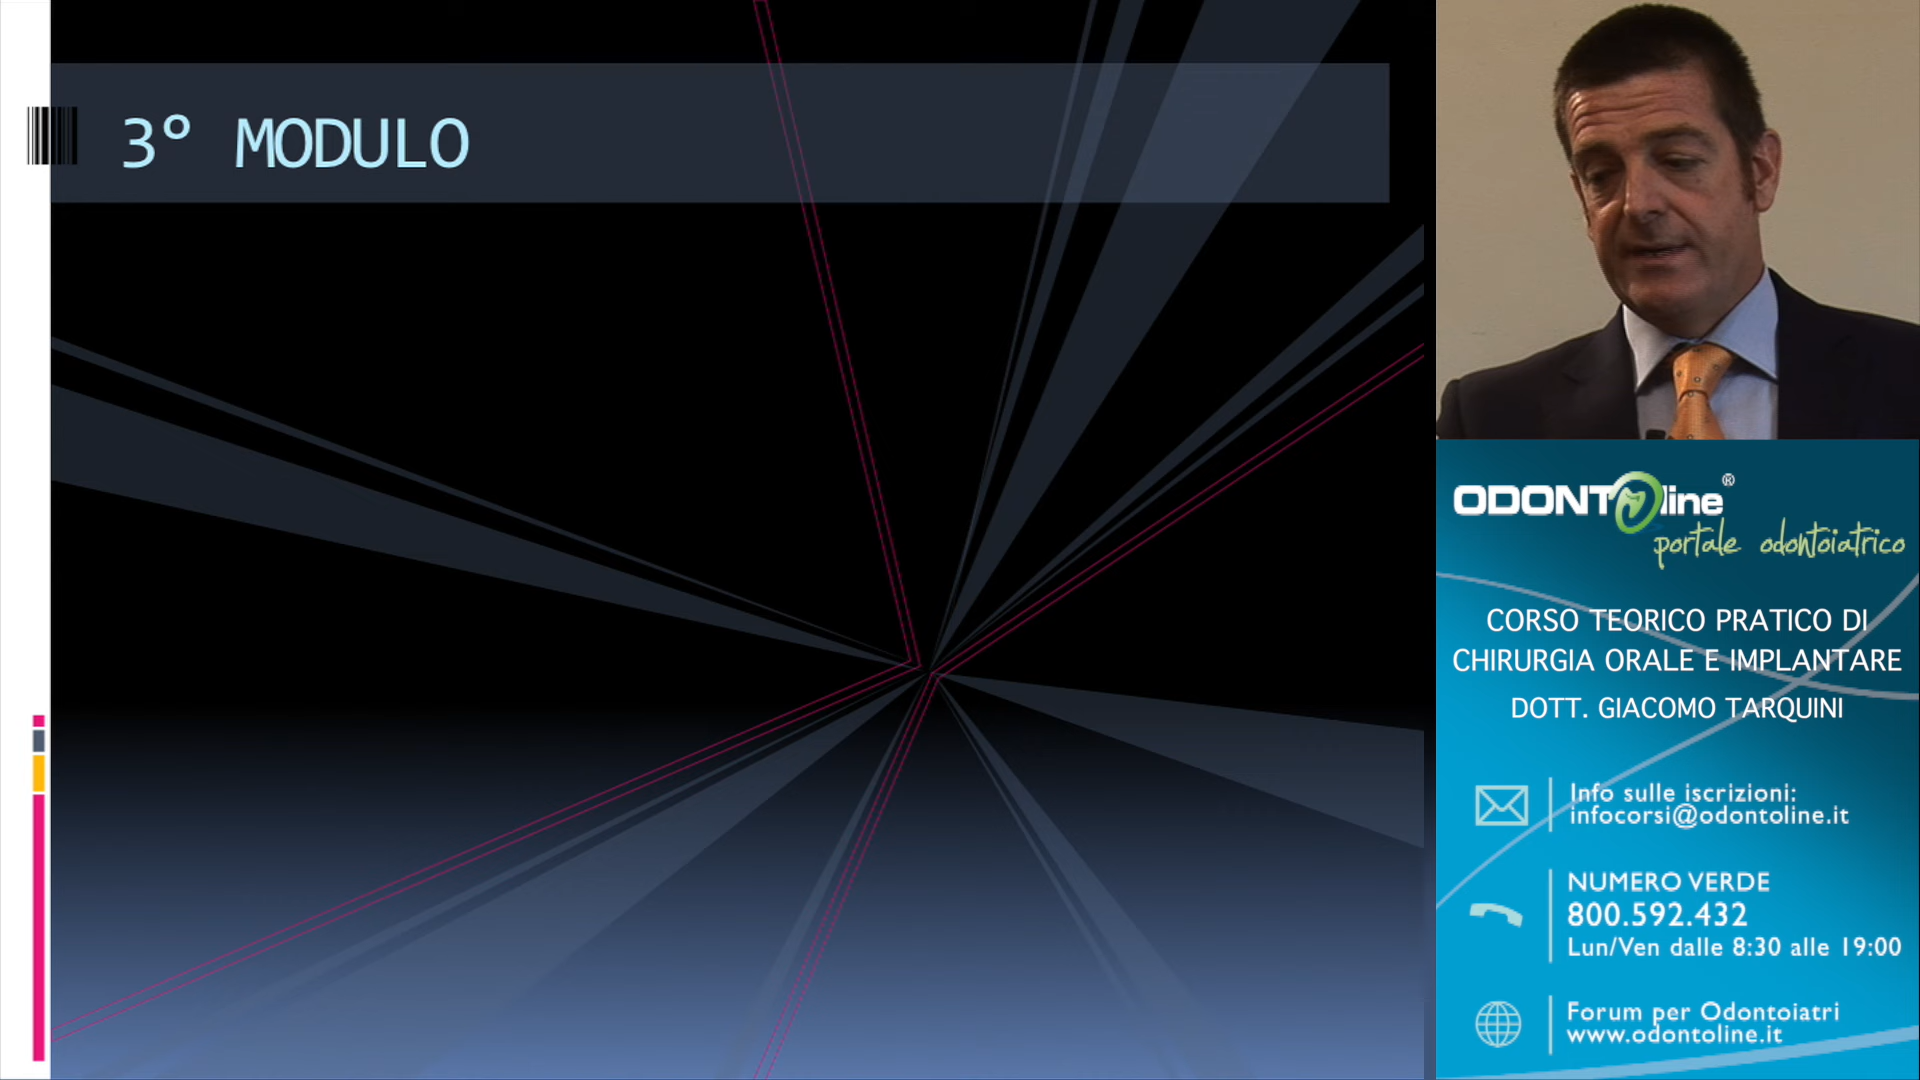 3° MODULO
ODONTOline®
portale odontoiatrico
CORSO TEORICO PRATICO DI
CHIRURGIA ORALE E IMPLANTARE
DOTT. GIACOMO TARQUINI
Info sulle iscrizioni:
infocorsi@odontoline.it
NUMERO VERDE
800.592.432
Lun/Ven dalle 8:30 alle 19:00
Forum per Odontoiatri
www.odontoline.it